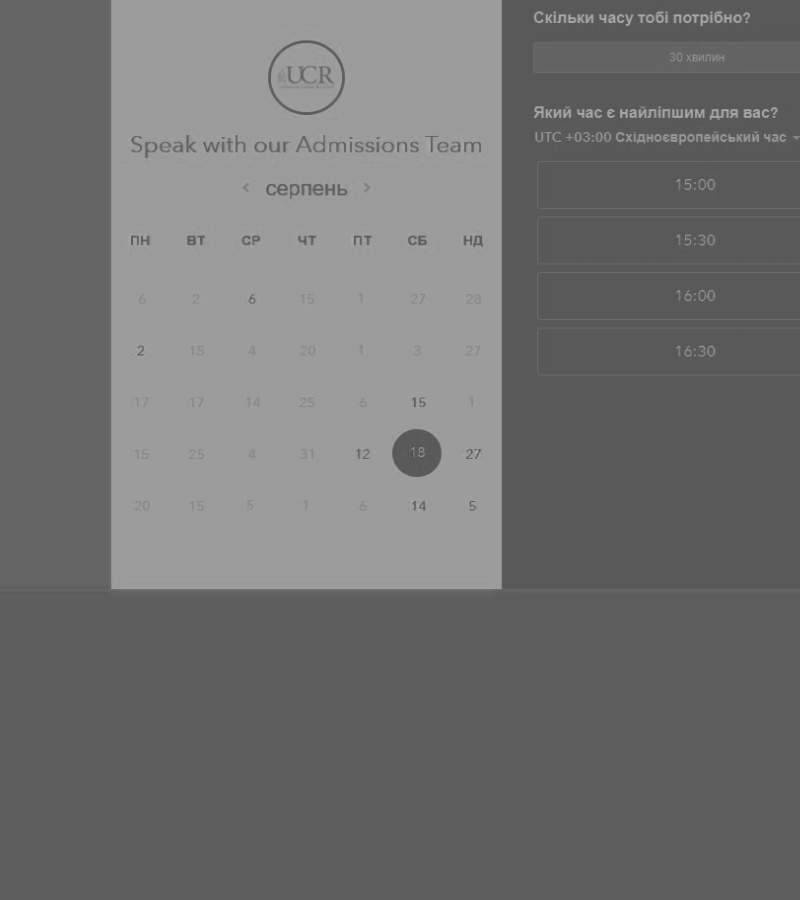 UCR
Speak with our Admissions Team
‹ серпень ›
ПН ВТ СР ЧТ ПТ СБ НД
6 2 6 15 1 27 28
2 15 4 20 1 3 27
17 17 14 25 6 15 1
15 25 4 31 12 18 27
20 15 5 1 6 14 5
Скільки часу тобі потрібно?
30 хвилин
Який час є найліпшим для вас?
UTC +03:00 Східноєвропейський час
15:00
15:30
16:00
16:30